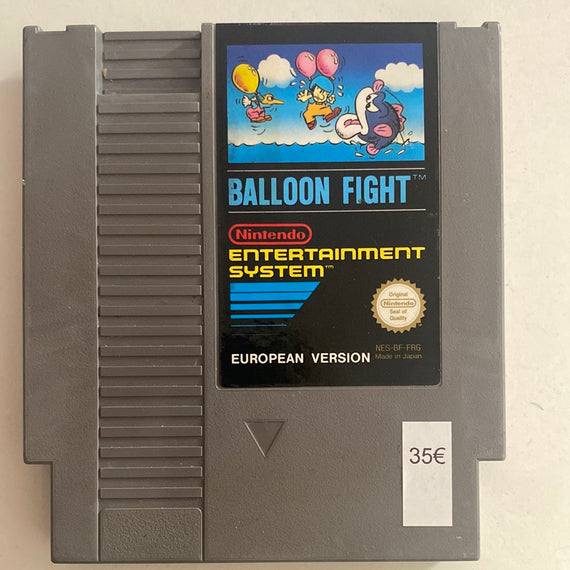 BALLOON FIGHT™
Nintendo
ENTERTAINMENT
SYSTEM™
Original
Nintendo
Seal of
Quality
NES-BF-FRG
EUROPEAN VERSION Made in Japan
35€